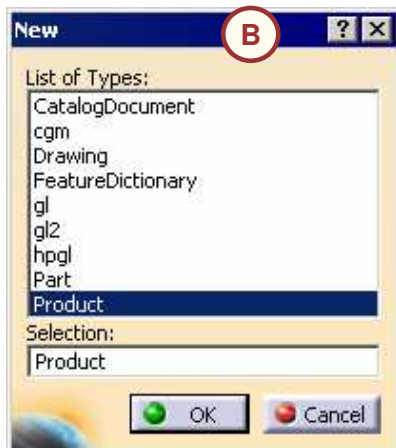 New B ? X
List of Types:
CatalogDocument
cgm
Drawing
FeatureDictionary
gl
gl2
hpgl
Part
Product
Selection:
Product
OK Cancel